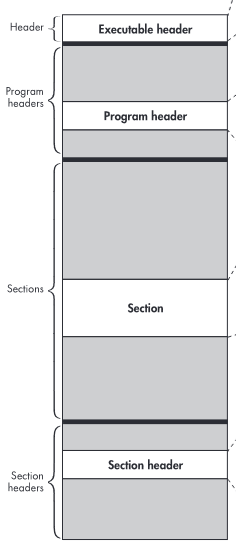 Header
Executable header
Program
headers
Program header
Sections
Section
Section
headers
Section header